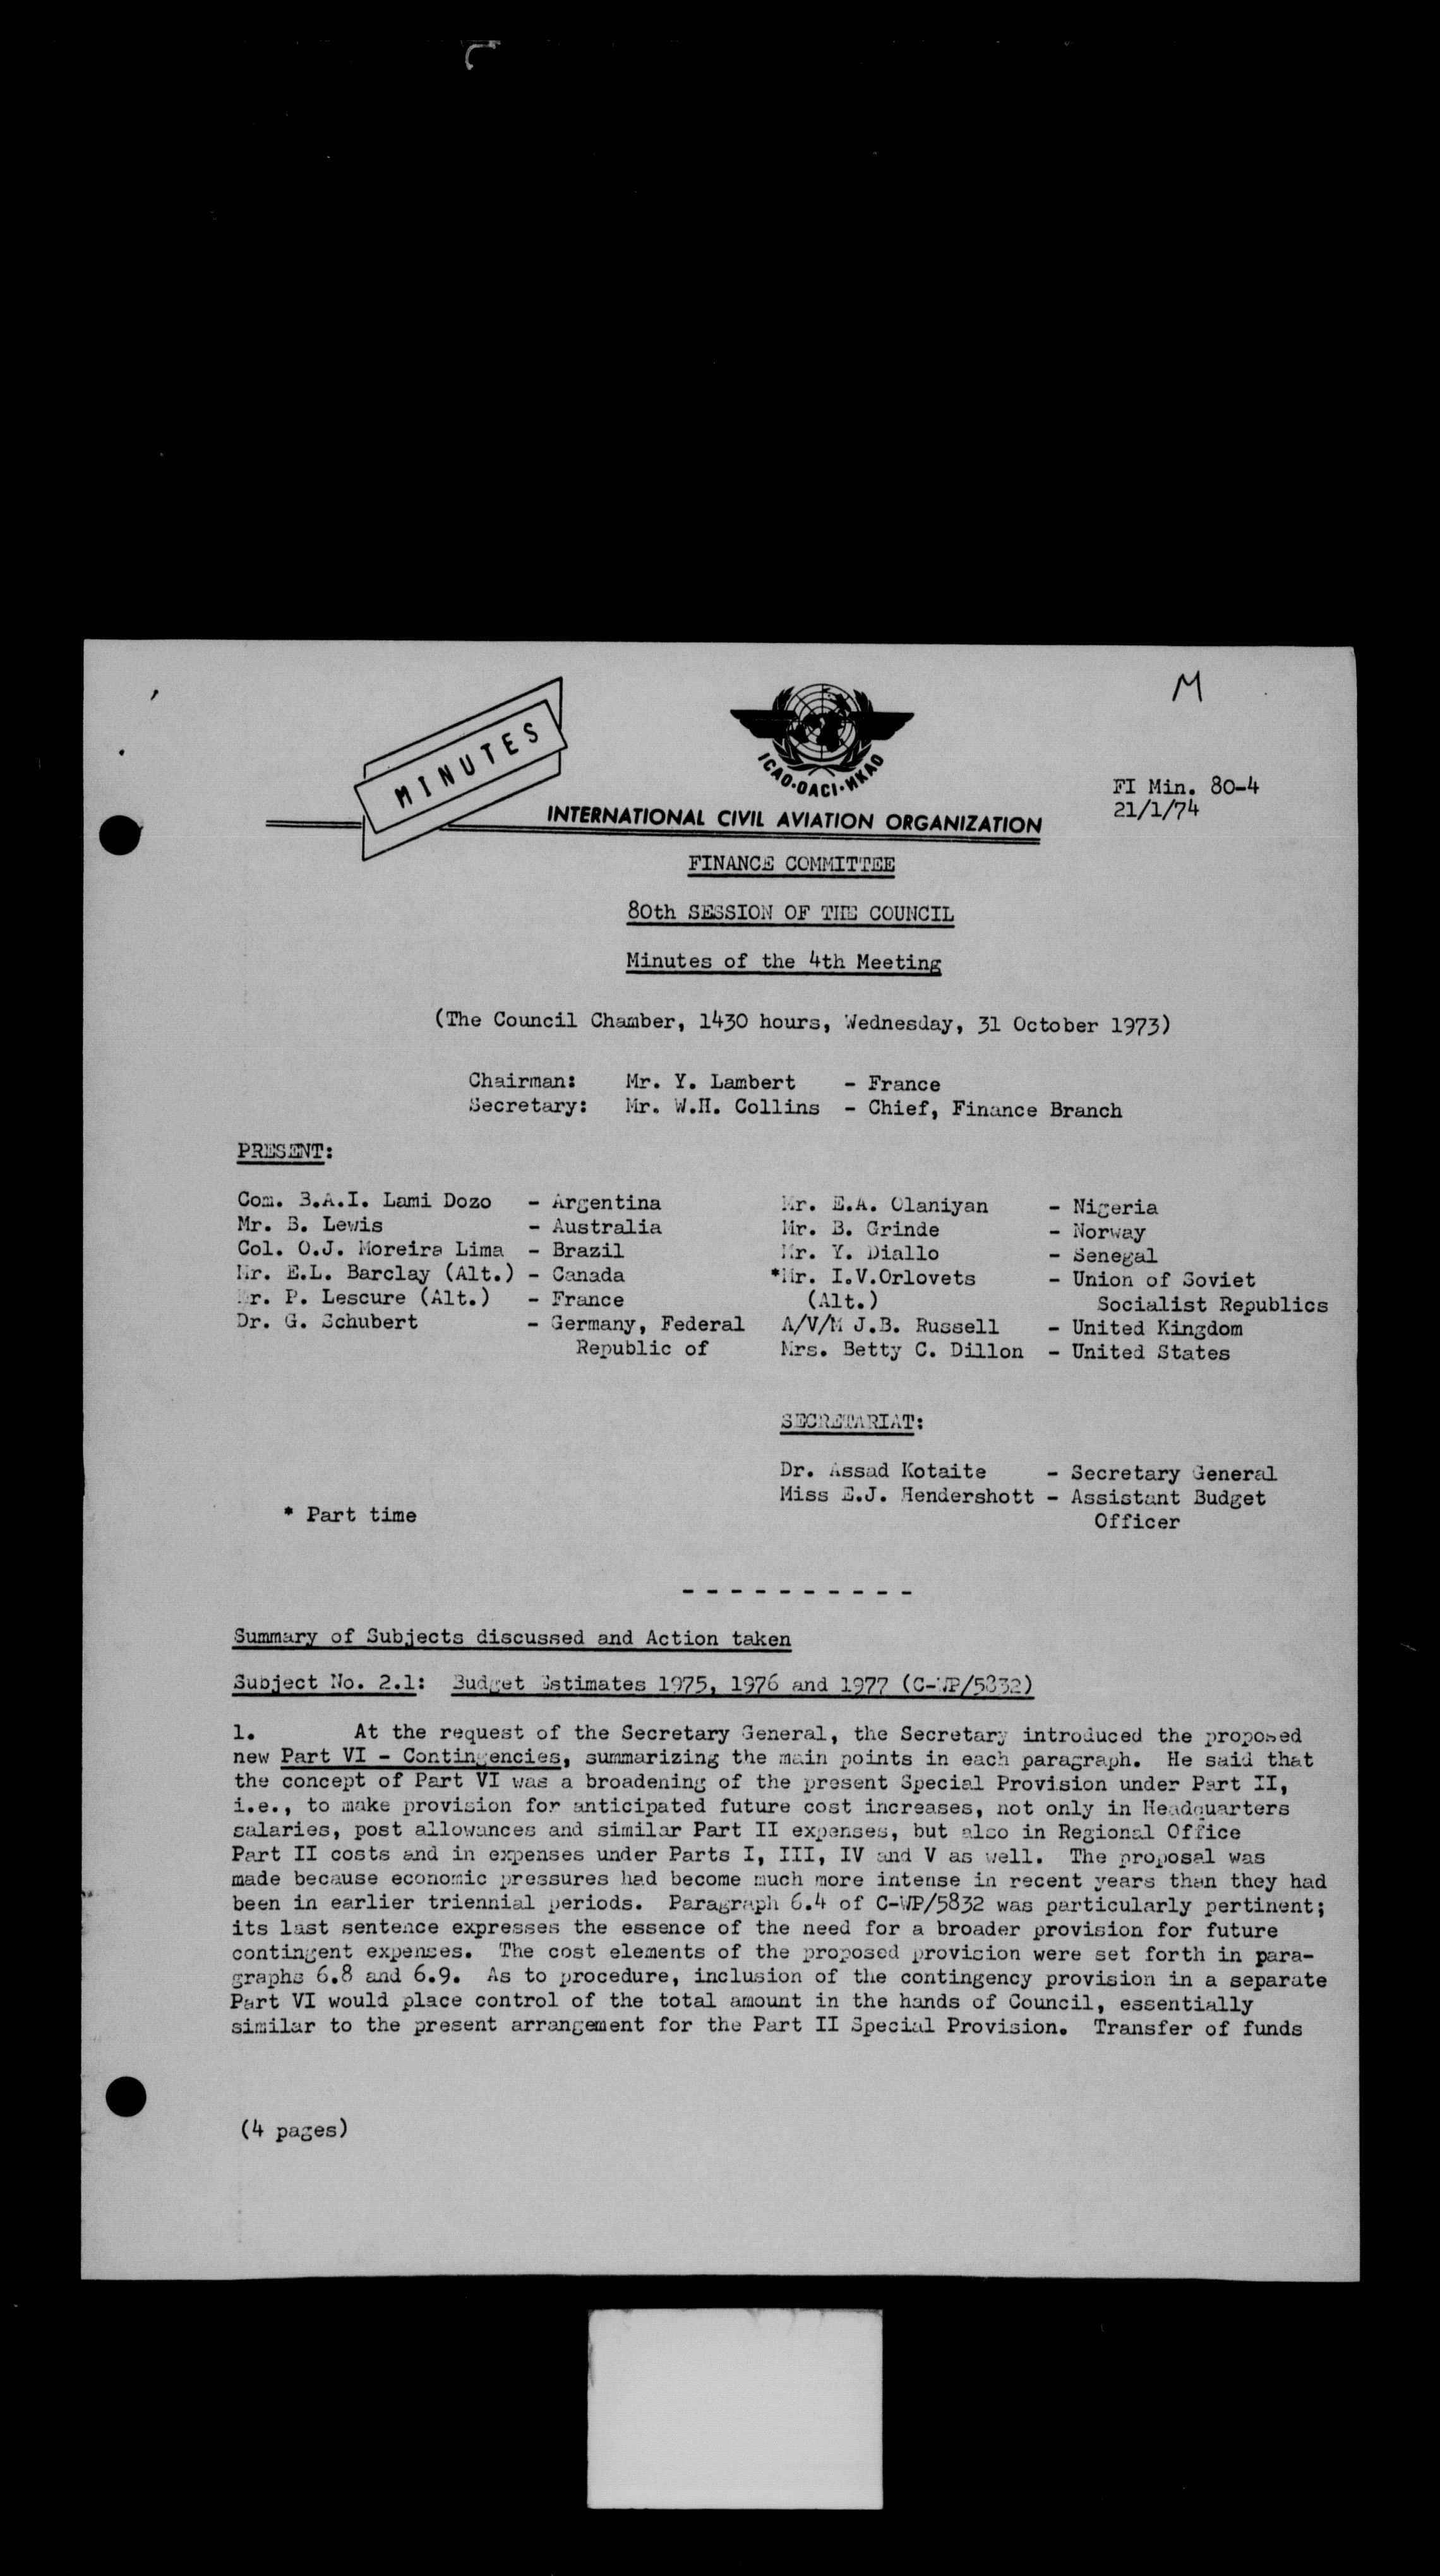 M
MINUTES
ICAO·OACI·ИКАО
FI Min. 80-4
21/1/74
INTERNATIONAL CIVIL AVIATION ORGANIZATION
FINANCE COMMITTEE
80th SESSION OF THE COUNCIL
Minutes of the 4th Meeting
(The Council Chamber, 1430 hours, Wednesday, 31 October 1973)
Chairman: Mr. Y. Lambert - France
Secretary: Mr. W.H. Collins - Chief, Finance Branch
PRESENT:
Com. B.A.I. Lami Dozo - Argentina
Mr. B. Lewis - Australia
Col. O.J. Moreira Lima - Brazil
Mr. E.L. Barclay (Alt.) - Canada
Mr. P. Lescure (Alt.) - France
Dr. G. Schubert - Germany, Federal
Republic of
Mr. E.A. Olaniyan - Nigeria
Mr. B. Grinde - Norway
Mr. Y. Diallo - Senegal
*Mr. I.V.Orlovets - Union of Soviet
(Alt.) Socialist Republics
A/V/M J.B. Russell - United Kingdom
Mrs. Betty C. Dillon - United States
SECRETARIAT:
Dr. Assad Kotaite - Secretary General
Miss E.J. Hendershott - Assistant Budget
Officer
* Part time
- - - - - - - - - -
Summary of Subjects discussed and Action taken
Subject No. 2.1: Budget Estimates 1975, 1976 and 1977 (C-WP/5832)
1. At the request of the Secretary General, the Secretary introduced the proposed
new Part VI - Contingencies, summarizing the main points in each paragraph. He said that
the concept of Part VI was a broadening of the present Special Provision under Part II,
i.e., to make provision for anticipated future cost increases, not only in Headquarters
salaries, post allowances and similar Part II expenses, but also in Regional Office
Part II costs and in expenses under Parts I, III, IV and V as well. The proposal was
made because economic pressures had become much more intense in recent years than they had
been in earlier triennial periods. Paragraph 6.4 of C-WP/5832 was particularly pertinent;
its last sentence expresses the essence of the need for a broader provision for future
contingent expenses. The cost elements of the proposed provision were set forth in para-
graphs 6.8 and 6.9. As to procedure, inclusion of the contingency provision in a separate
Part VI would place control of the total amount in the hands of Council, essentially
similar to the present arrangement for the Part II Special Provision. Transfer of funds
(4 pages)